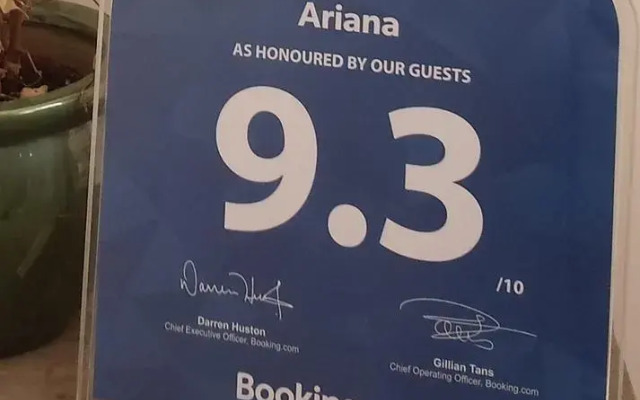 Ariana
AS HONOURED BY OUR GUESTS
9.3
/10
Darren Huston
Chief Executive Officer, Booking.com
Gillian Tans
Chief Operating Officer, Booking.com
Booking